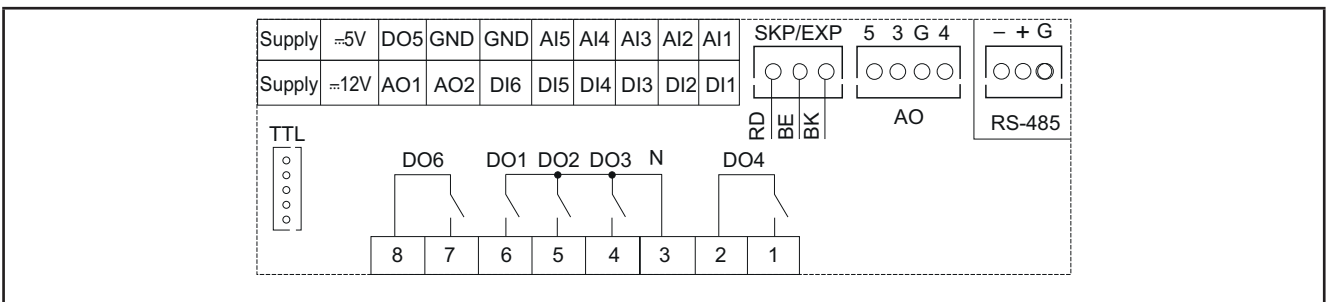 Supply ⎓5V DO5 GND GND AI5 AI4 AI3 AI2 AI1
Supply ⎓12V AO1 AO2 DI6 DI5 DI4 DI3 DI2 DI1
SKP/EXP
5 3 G 4
– + G
RD BE BK
AO
RS-485
TTL
DO6 DO1 DO2 DO3 N DO4
8 7 6 5 4 3 2 1